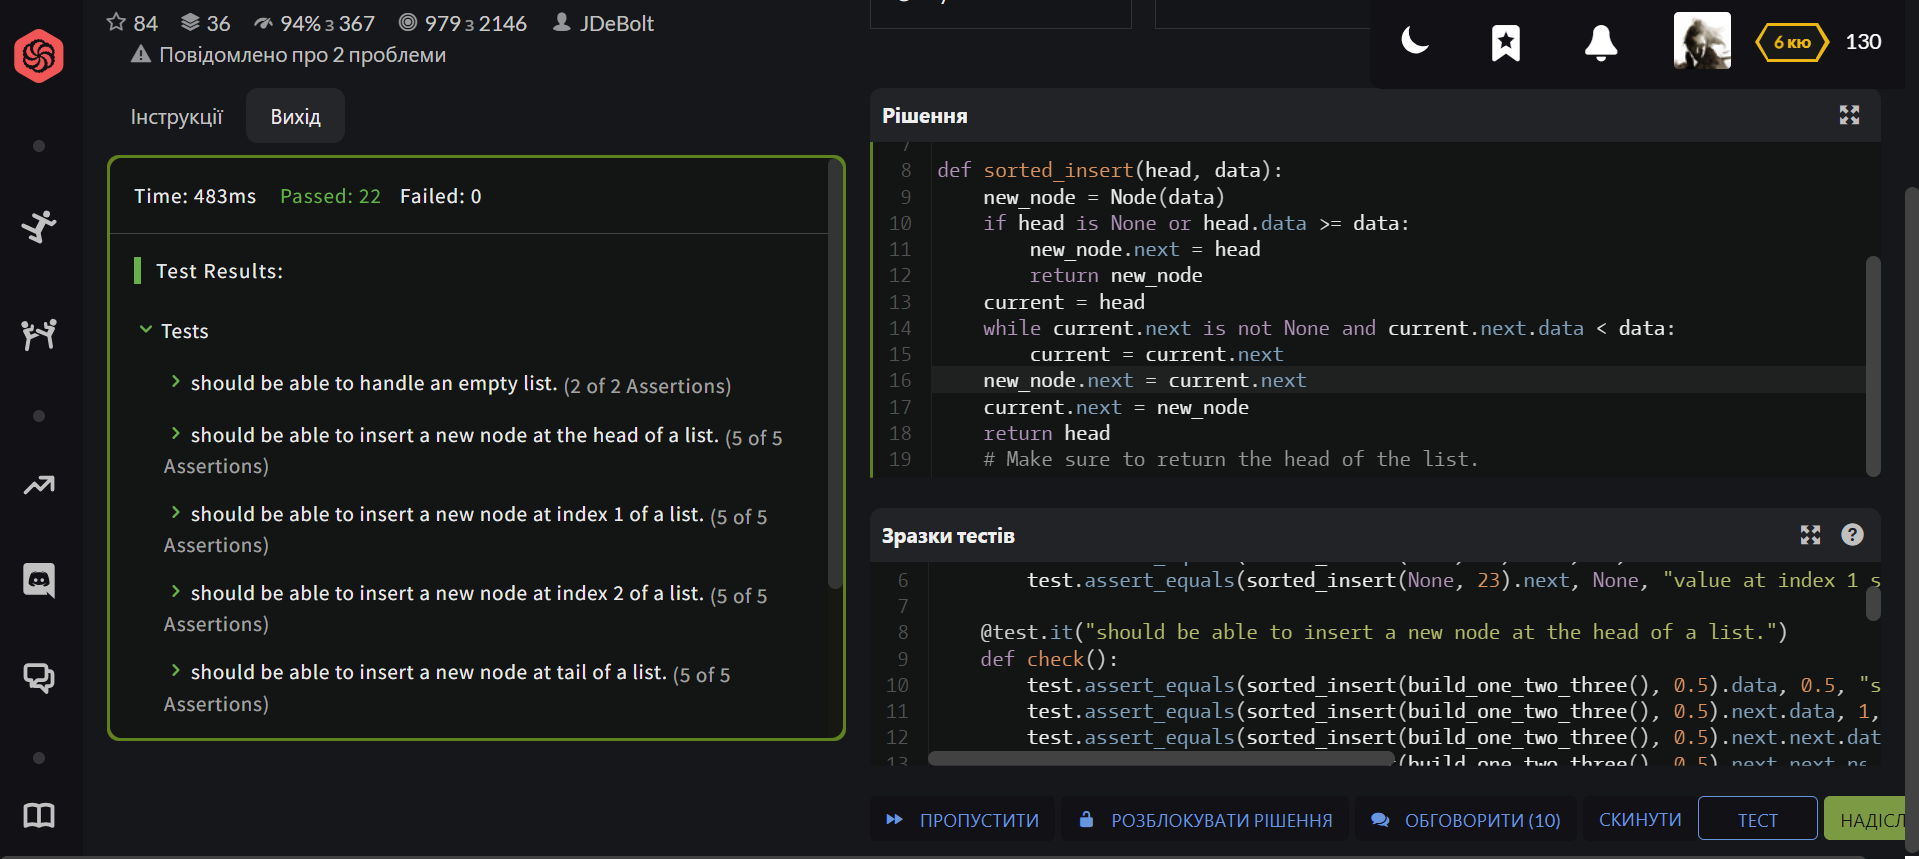 84 36 94% з 367 979 з 2146 JDeBolt
Повідомлено про 2 проблеми
6 кю 130
Інструкції Вихід
Time: 483ms Passed: 22 Failed: 0
Test Results:
Tests
should be able to handle an empty list. (2 of 2 Assertions)
should be able to insert a new node at the head of a list. (5 of 5
Assertions)
should be able to insert a new node at index 1 of a list. (5 of 5
Assertions)
should be able to insert a new node at index 2 of a list. (5 of 5
Assertions)
should be able to insert a new node at tail of a list. (5 of 5
Assertions)
Рішення
7
8 def sorted_insert(head, data):
9 new_node = Node(data)
10 if head is None or head.data >= data:
11 new_node.next = head
12 return new_node
13 current = head
14 while current.next is not None and current.next.data < data:
15 current = current.next
16 new_node.next = current.next
17 current.next = new_node
18 return head
19 # Make sure to return the head of the list.
Зразки тестів
6 test.assert_equals(sorted_insert(None, 23).next, None, "value at index 1 s
7
8 @test.it("should be able to insert a new node at the head of a list.")
9 def check():
10 test.assert_equals(sorted_insert(build_one_two_three(), 0.5).data, 0.5, "s
11 test.assert_equals(sorted_insert(build_one_two_three(), 0.5).next.data, 1,
12 test.assert_equals(sorted_insert(build_one_two_three(), 0.5).next.next.dat
13 (build_one_two_three(), 0.5).next.next.ne
ПРОПУСТИТИ РОЗБЛОКУВАТИ РІШЕННЯ ОБГОВОРИТИ (10) СКИНУТИ ТЕСТ НАДІСЛ